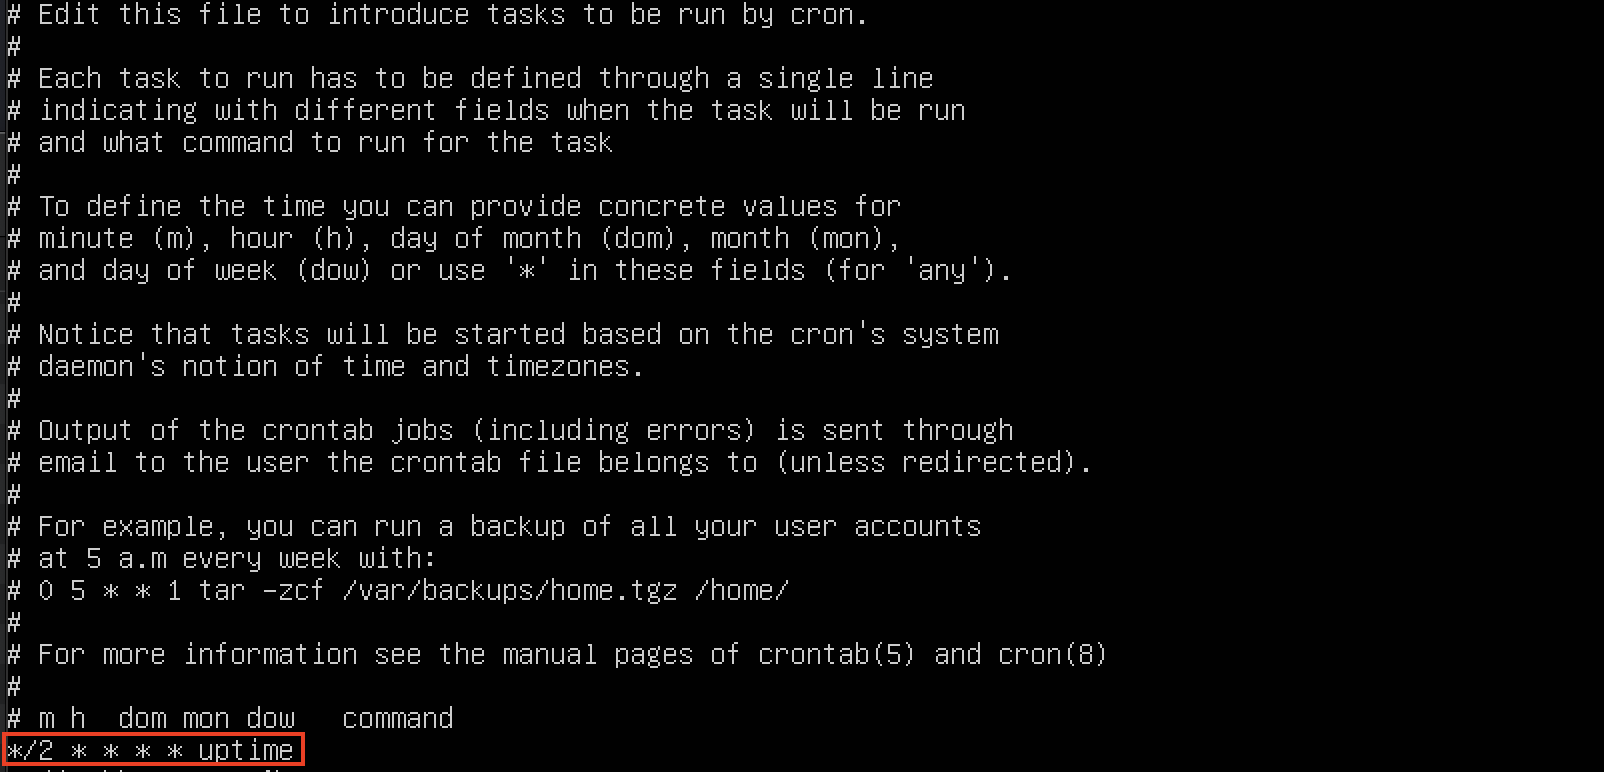 # Edit this file to introduce tasks to be run by cron.
#
# Each task to run has to be defined through a single line
# indicating with different fields when the task will be run
# and what command to run for the task
#
# To define the time you can provide concrete values for
# minute (m), hour (h), day of month (dom), month (mon),
# and day of week (dow) or use '*' in these fields (for 'any').
#
# Notice that tasks will be started based on the cron's system
# daemon's notion of time and timezones.
#
# Output of the crontab jobs (including errors) is sent through
# email to the user the crontab file belongs to (unless redirected).
#
# For example, you can run a backup of all your user accounts
# at 5 a.m every week with:
# 0 5 * * 1 tar -zcf /var/backups/home.tgz /home/
#
# For more information see the manual pages of crontab(5) and cron(8)
#
# m h  dom mon dow   command
*/2 * * * * uptime